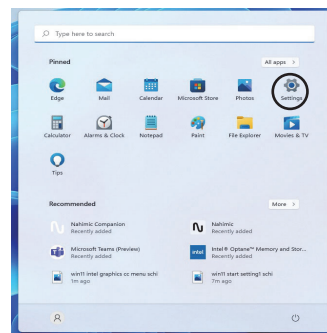 Type here to search
Pinned
All apps >
Edge
Mail
Calendar
Microsoft Store
Photos
Settings
Calculator
Alarms & Clock
Notepad
Paint
File Explorer
Movies & TV
Tips
Recommended
More >
Nahimic Companion
Recently added
Nahimic
Recently added
Microsoft Teams (Preview)
Recently added
intel
Intel® Optane™ Memory and Stor...
Recently added
win11 intel graphics cc menu schi
1m ago
win11 start setting1 schi
7m ago